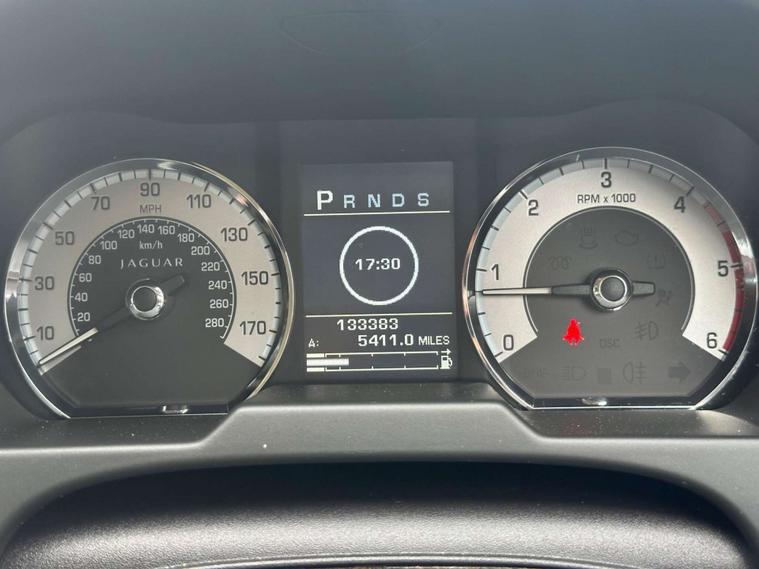 10 30 50 70 90 110 130 150 170
MPH
20 40 60 80 100 120 140 160 180 200 220 240 260 280
km/h
JAGUAR
P R N D S
17:30
133383
A: 5411.0 MILES
0 1 2 3 4 5 6
RPM x 1000
DSC